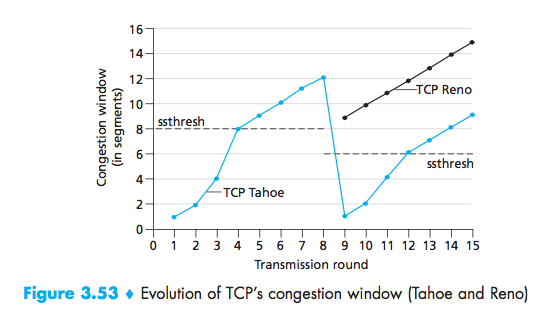 16
14
12
10
8
6
4
2
0
Congestion window
(in segments)
ssthresh
TCP Reno
ssthresh
TCP Tahoe
0 1 2 3 4 5 6 7 8 9 10 11 12 13 14 15
Transmission round
Figure 3.53 ♦ Evolution of TCP's congestion window (Tahoe and Reno)